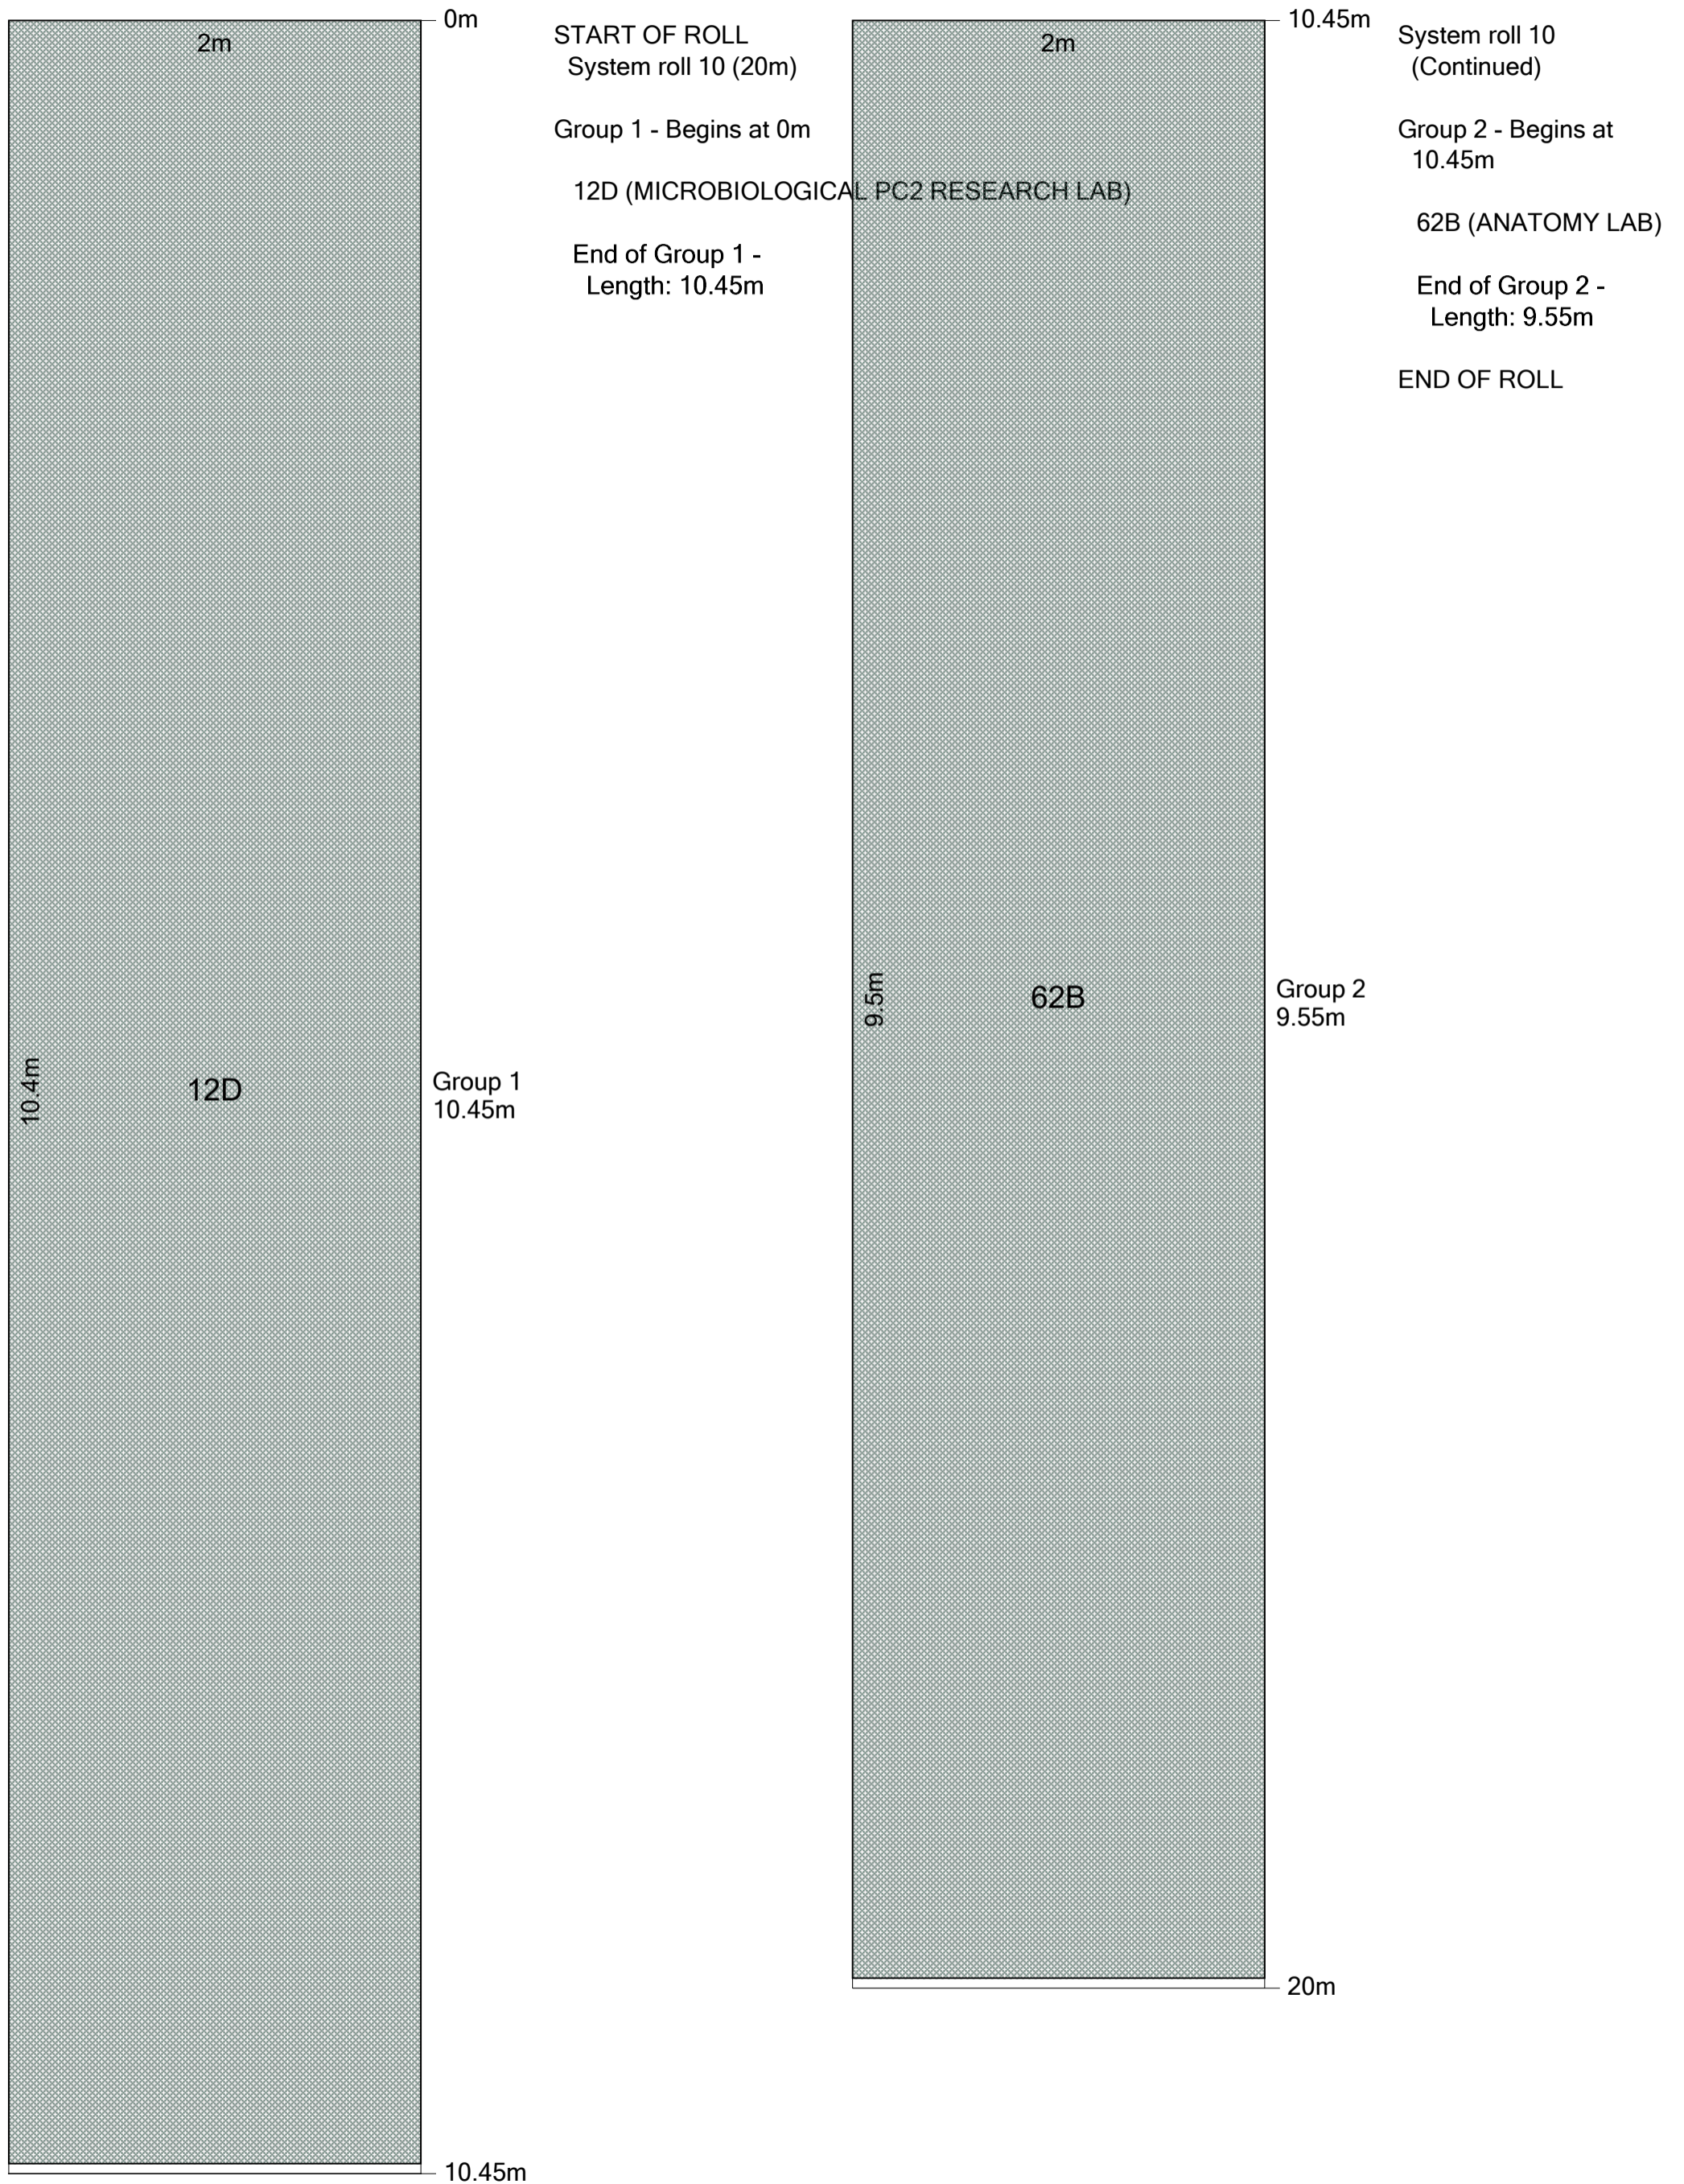 0m
2m
START OF ROLL
System roll 10 (20m)
Group 1 - Begins at 0m
12D (MICROBIOLOGICAL PC2 RESEARCH LAB)
End of Group 1 -
Length: 10.45m
10.4m
12D
Group 1
10.45m
10.45m
10.45m
2m
System roll 10
(Continued)
Group 2 - Begins at
10.45m
62B (ANATOMY LAB)
End of Group 2 -
Length: 9.55m
END OF ROLL
9.5m
62B
Group 2
9.55m
20m